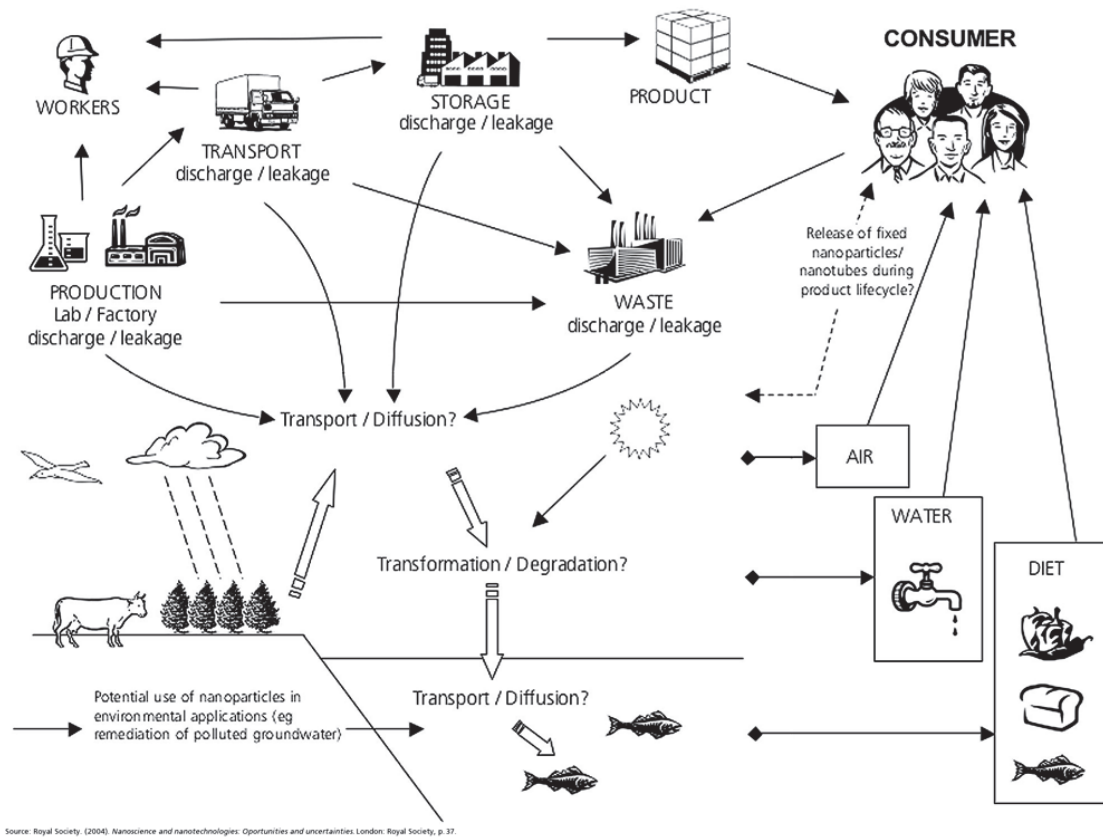 CONSUMER
WORKERS
TRANSPORT
discharge / leakage
STORAGE
discharge / leakage
PRODUCT
PRODUCTION
Lab / Factory
discharge / leakage
WASTE
discharge / leakage
Release of fixed
nanoparticles/
nanotubes during
product lifecycle?
Transport / Diffusion?
AIR
WATER
DIET
Transformation / Degradation?
Transport / Diffusion?
Potential use of nanoparticles in
environmental applications (eg
remediation of polluted groundwater)
Source: Royal Society. (2004). Nanoscience and nanotechnologies: Oportunities and uncertainties. London: Royal Society, p. 37.